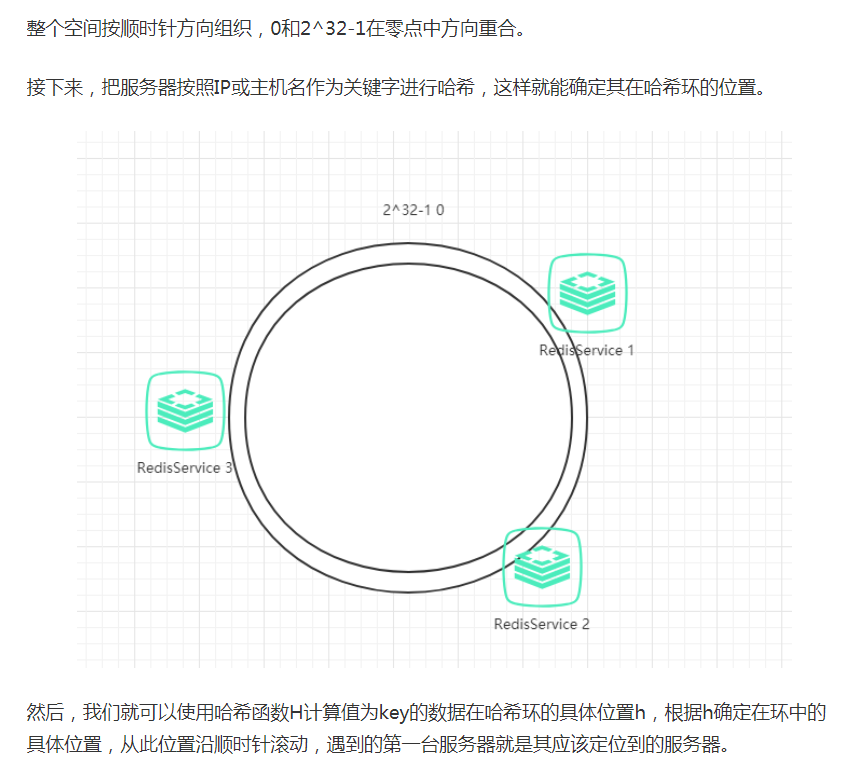 整个空间按顺时针方向组织，0和2^32-1在零点中方向重合。
接下来，把服务器按照IP或主机名作为关键字进行哈希，这样就能确定其在哈希环的位置。
2^32-1 0
RedisService 1
RedisService 3
RedisService 2
然后，我们就可以使用哈希函数H计算值为key的数据在哈希环的具体位置h，根据h确定在环中的
具体位置，从此位置沿顺时针滚动，遇到的第一台服务器就是其应该定位到的服务器。